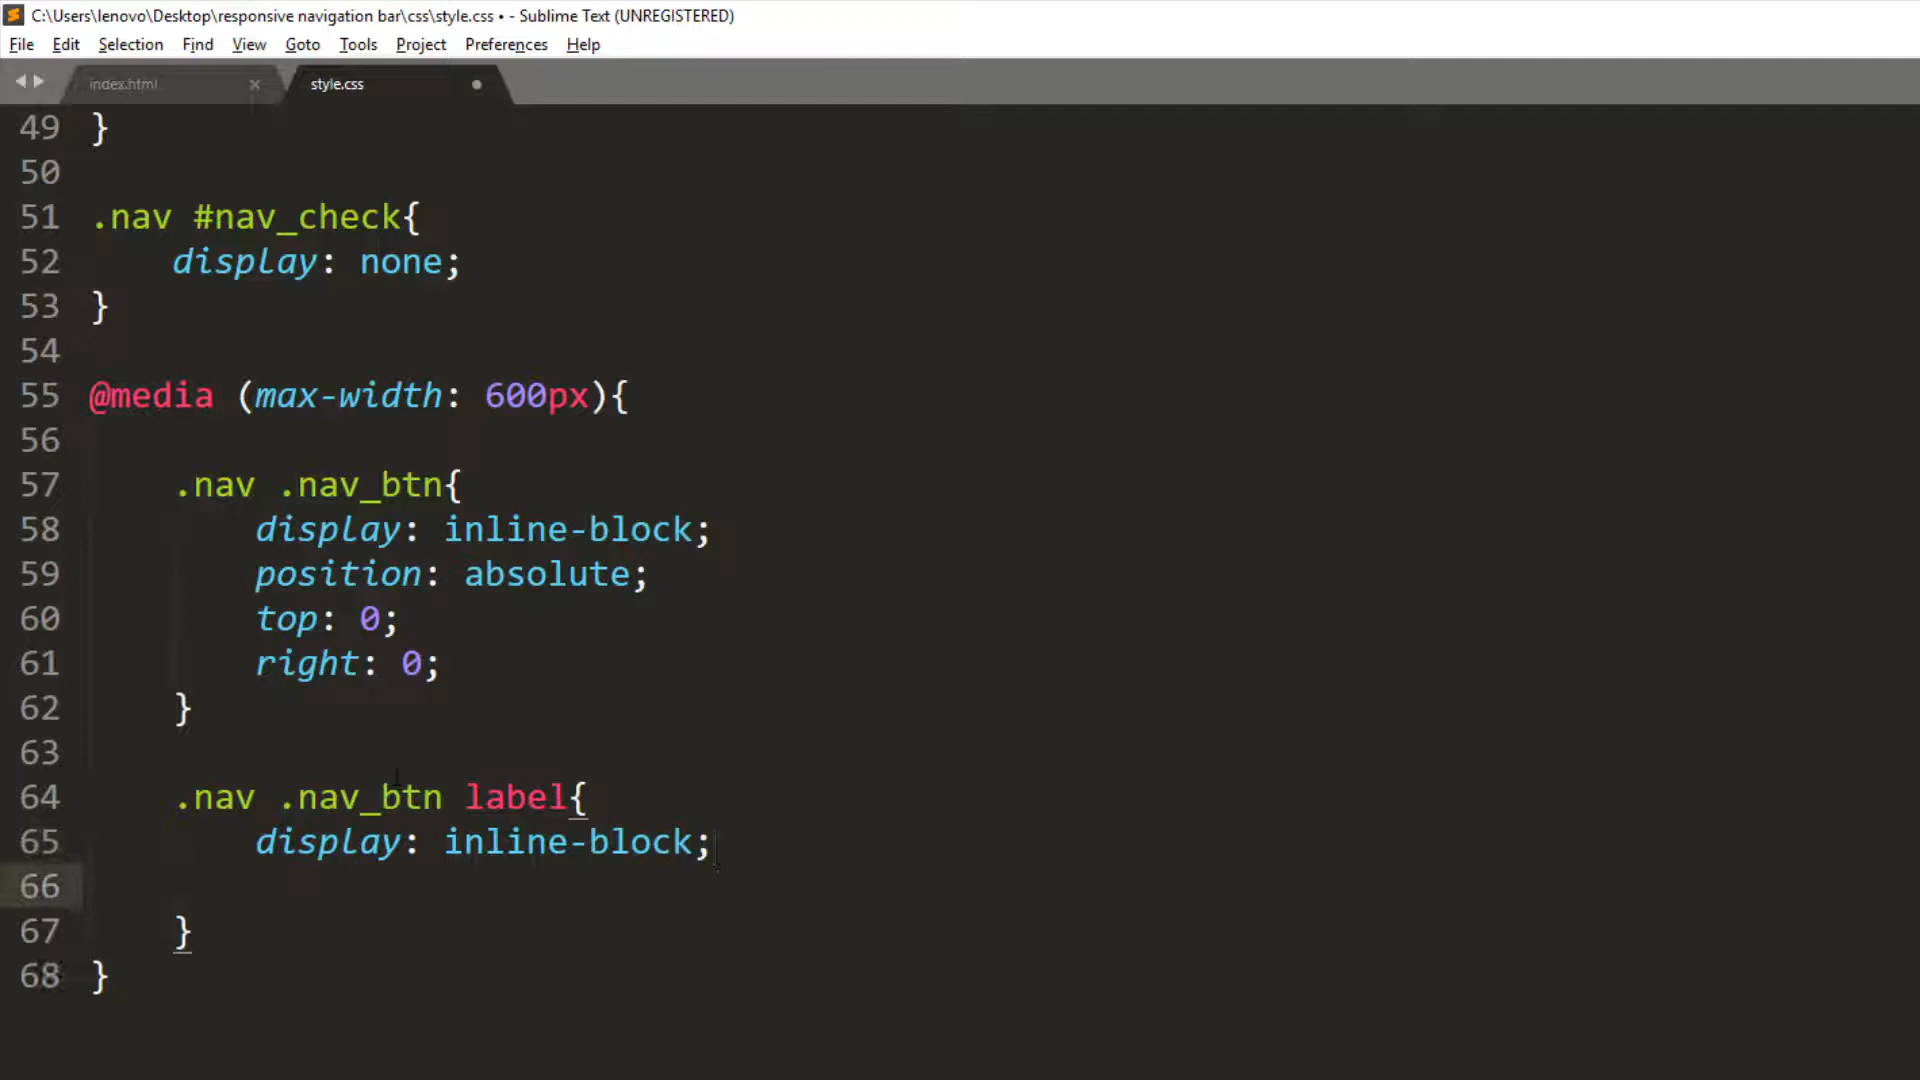 C:\Users\lenovo\Desktop\responsive navigation bar\css\style.css • - Sublime Text (UNREGISTERED)
File Edit Selection Find View Goto Tools Project Preferences Help
index.html × style.css
49 }
50
51 .nav #nav_check{
52 display: none;
53 }
54
55 @media (max-width: 600px){
56
57 .nav .nav_btn{
58 display: inline-block;
59 position: absolute;
60 top: 0;
61 right: 0;
62 }
63
64 .nav .nav_btn label{
65 display: inline-block;
66
67 }
68 }